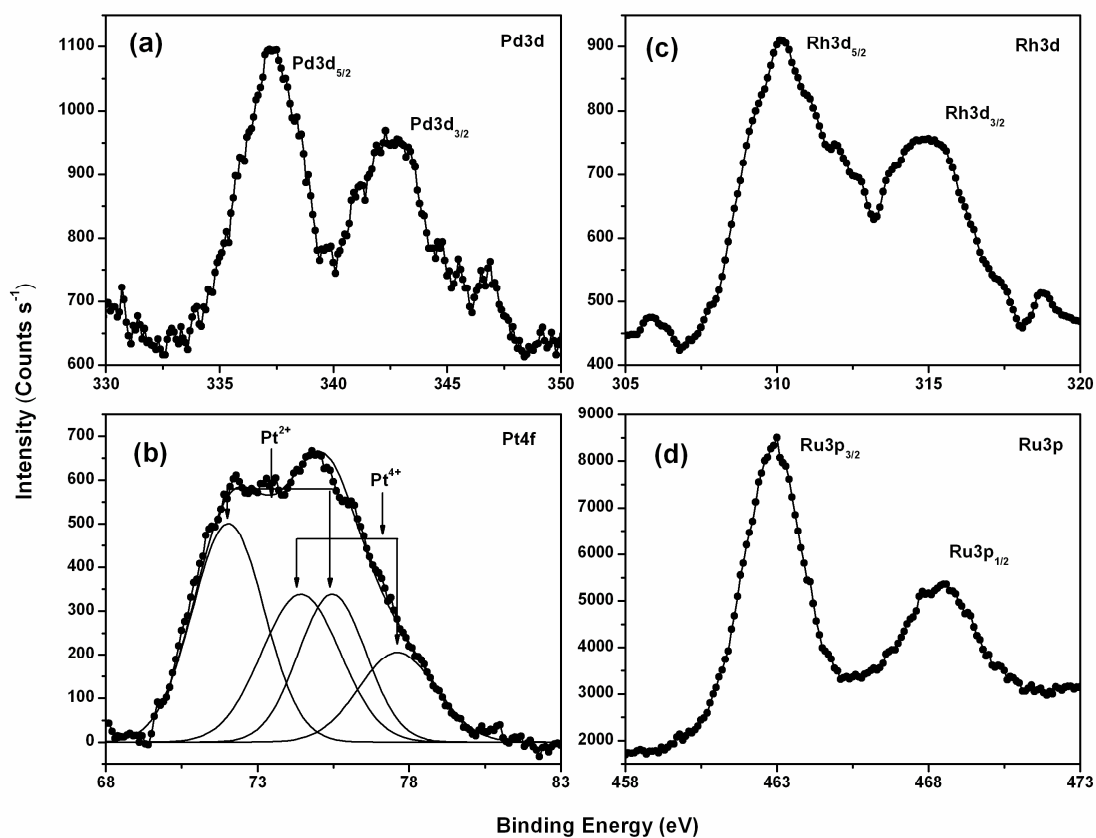 Intensity (Counts s⁻¹)
(a)
Pd3d
Pd3d₅/₂
Pd3d₃/₂
1100
1000
900
800
700
600
330 335 340 345 350
(c)
Rh3d
Rh3d₅/₂
Rh3d₃/₂
900
800
700
600
500
400
305 310 315 320
(b)
Pt4f
Pt²⁺
Pt⁴⁺
700
600
500
400
300
200
100
0
68 73 78 83
(d)
Ru3p
Ru3p₃/₂
Ru3p₁/₂
9000
8000
7000
6000
5000
4000
3000
2000
458 463 468 473
Binding Energy (eV)